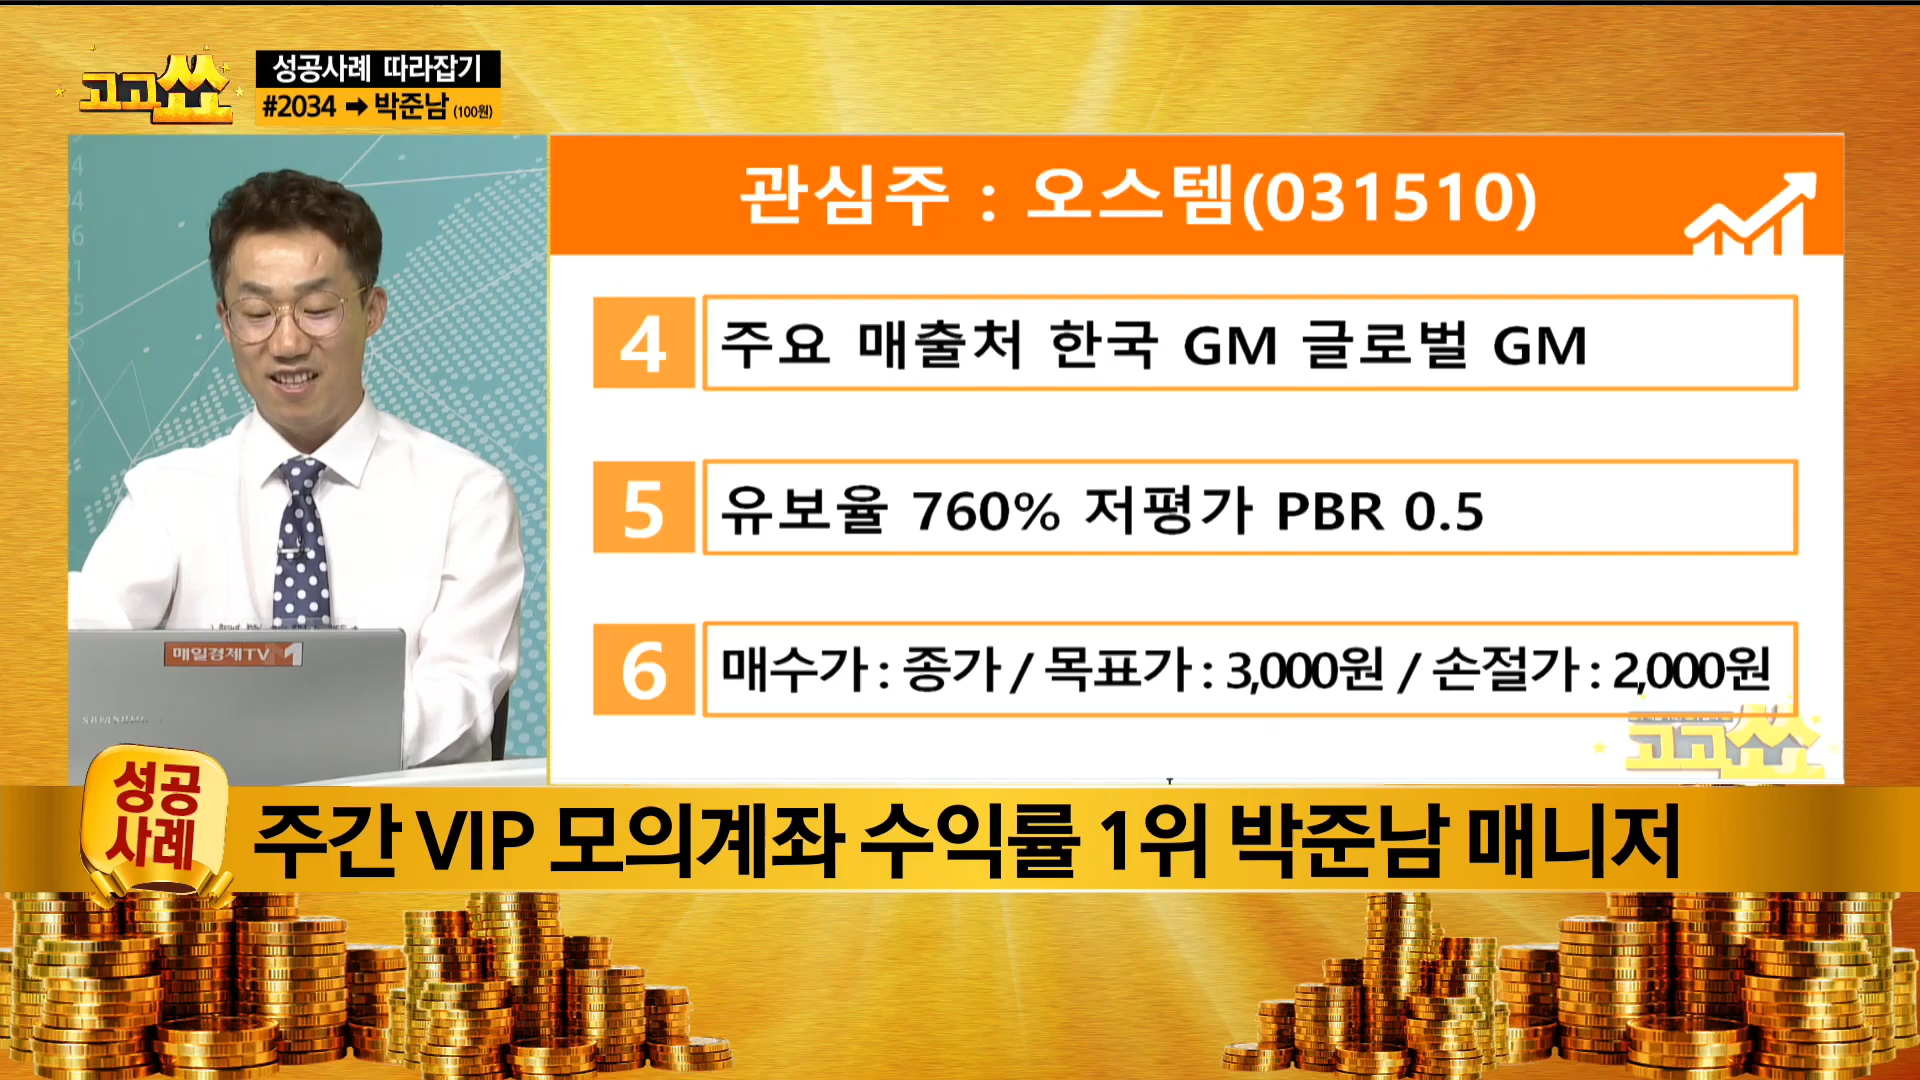 고고쑈
성공사례 따라잡기
#2034 ➡ 박준남 (100원)
관심주 : 오스템(031510)
4 주요 매출처 한국 GM 글로벌 GM
5 유보율 760% 저평가 PBR 0.5
6 매수가 : 종가 / 목표가 : 3,000원 / 손절가 : 2,000원
매일경제TV 1
SAMSUNG
고고쑈
성공
사례
주간 VIP 모의계좌 수익률 1위 박준남 매니저